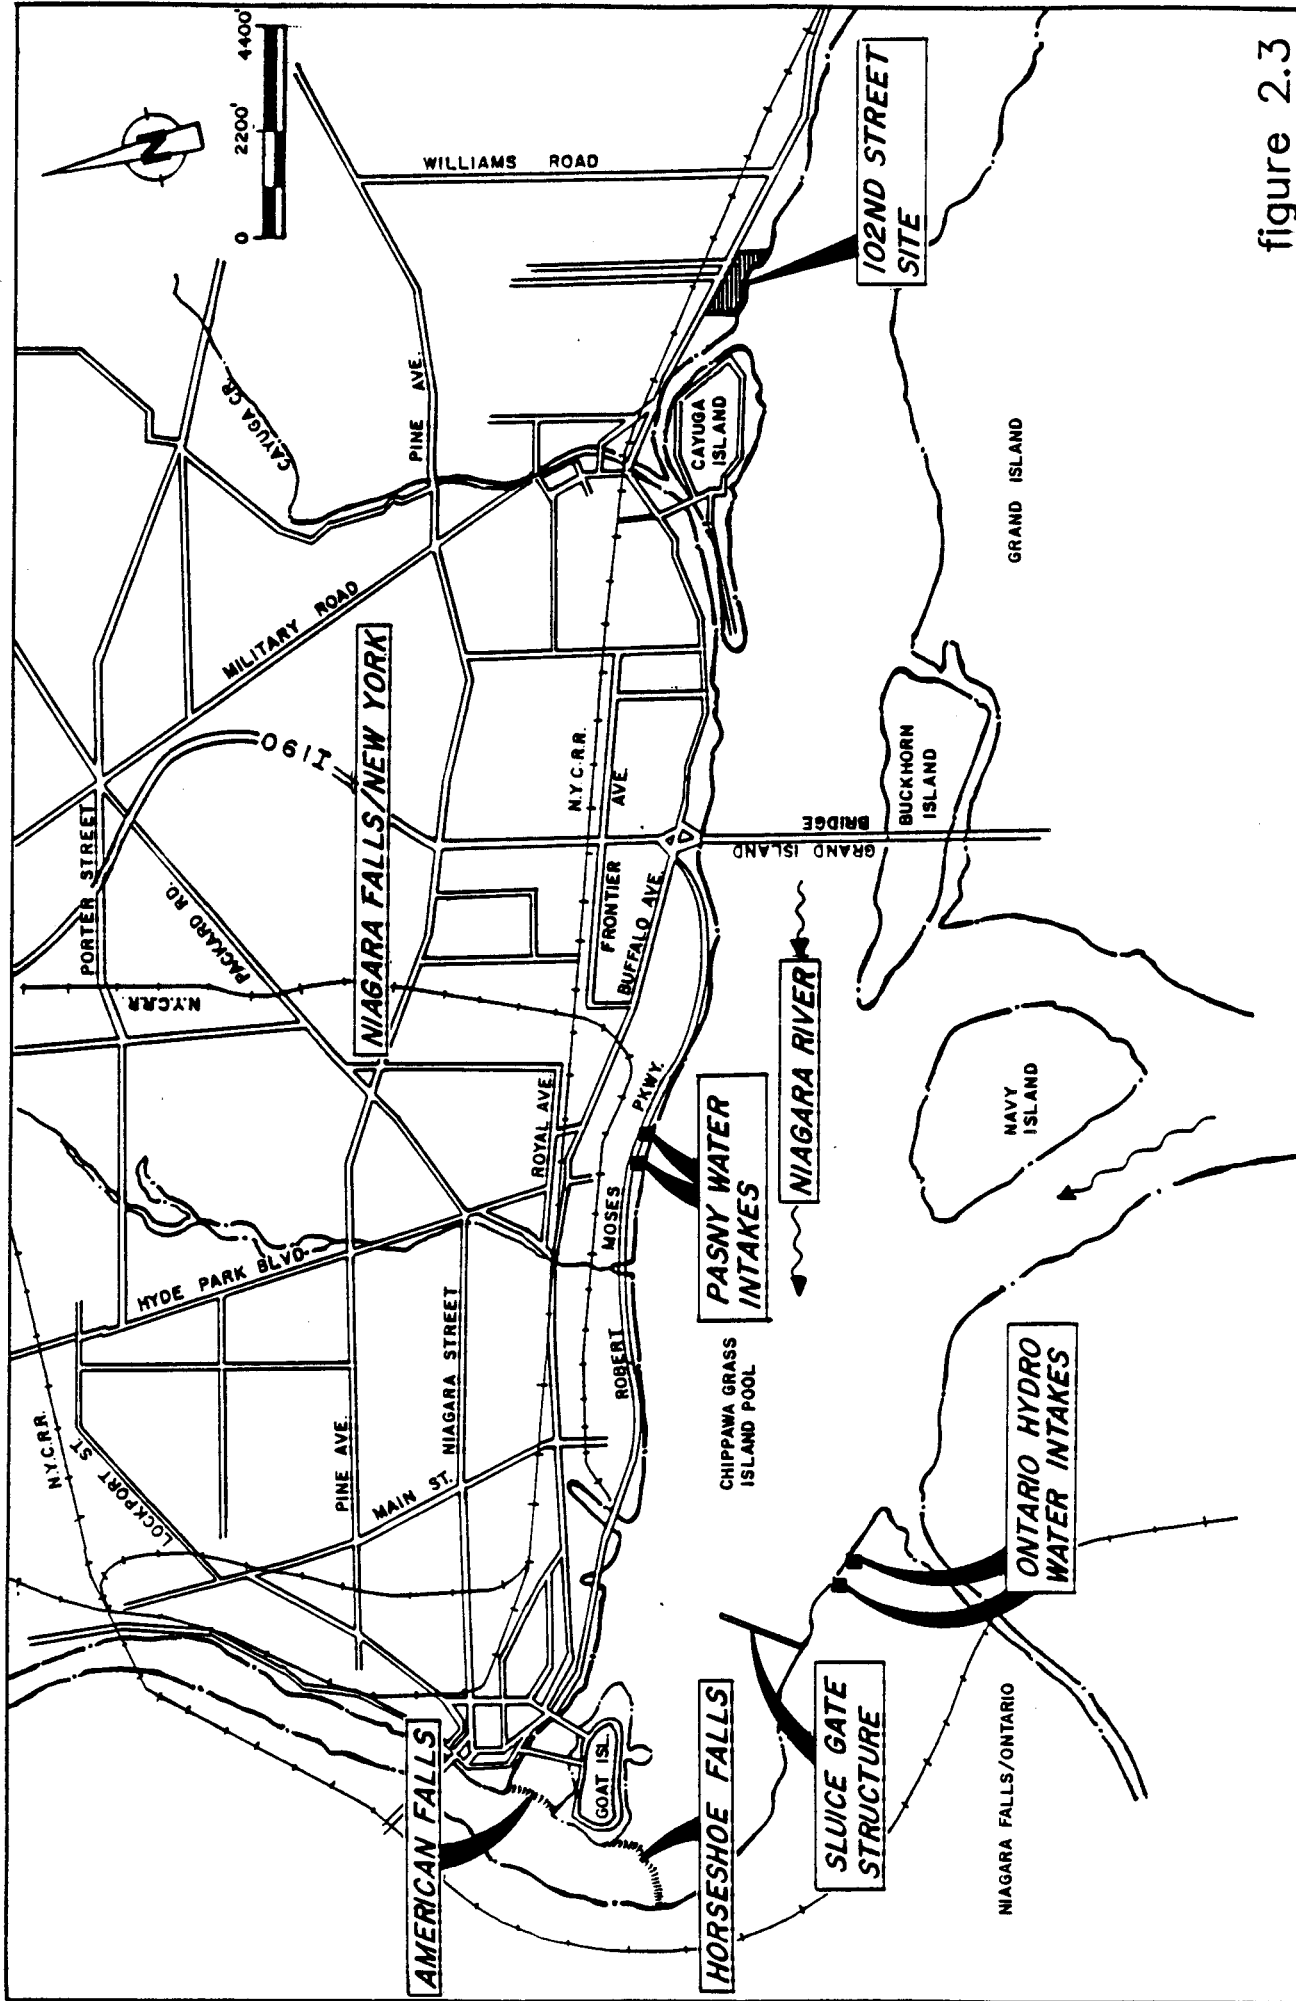 4400'
2200'
0
N
WILLIAMS ROAD
102ND STREET
SITE
figure 2.3
CAYUGA CR.
PINE AVE.
CAYUGA
ISLAND
GRAND ISLAND
MILITARY ROAD
I190
NIAGARA FALLS/NEW YORK
N.Y.C.R.R.
AVE.
FRONTIER
BUFFALO AVE.
GRAND ISLAND
BRIDGE
BUCKHORN
ISLAND
PORTER STREET
PACKARD RD.
N.Y.C.R.R.
ROYAL AVE.
ROBERT MOSES PKWY.
PASNY WATER
INTAKES
NIAGARA RIVER
NAVY
ISLAND
HYDE PARK BLVD.
NIAGARA STREET
CHIPPAWA GRASS
ISLAND POOL
ONTARIO HYDRO
WATER INTAKES
N.Y.C.R.R.
LOCKPORT ST.
PINE AVE.
MAIN ST.
AMERICAN FALLS
GOAT ISL.
HORSESHOE FALLS
SLUICE GATE
STRUCTURE
NIAGARA FALLS/ONTARIO